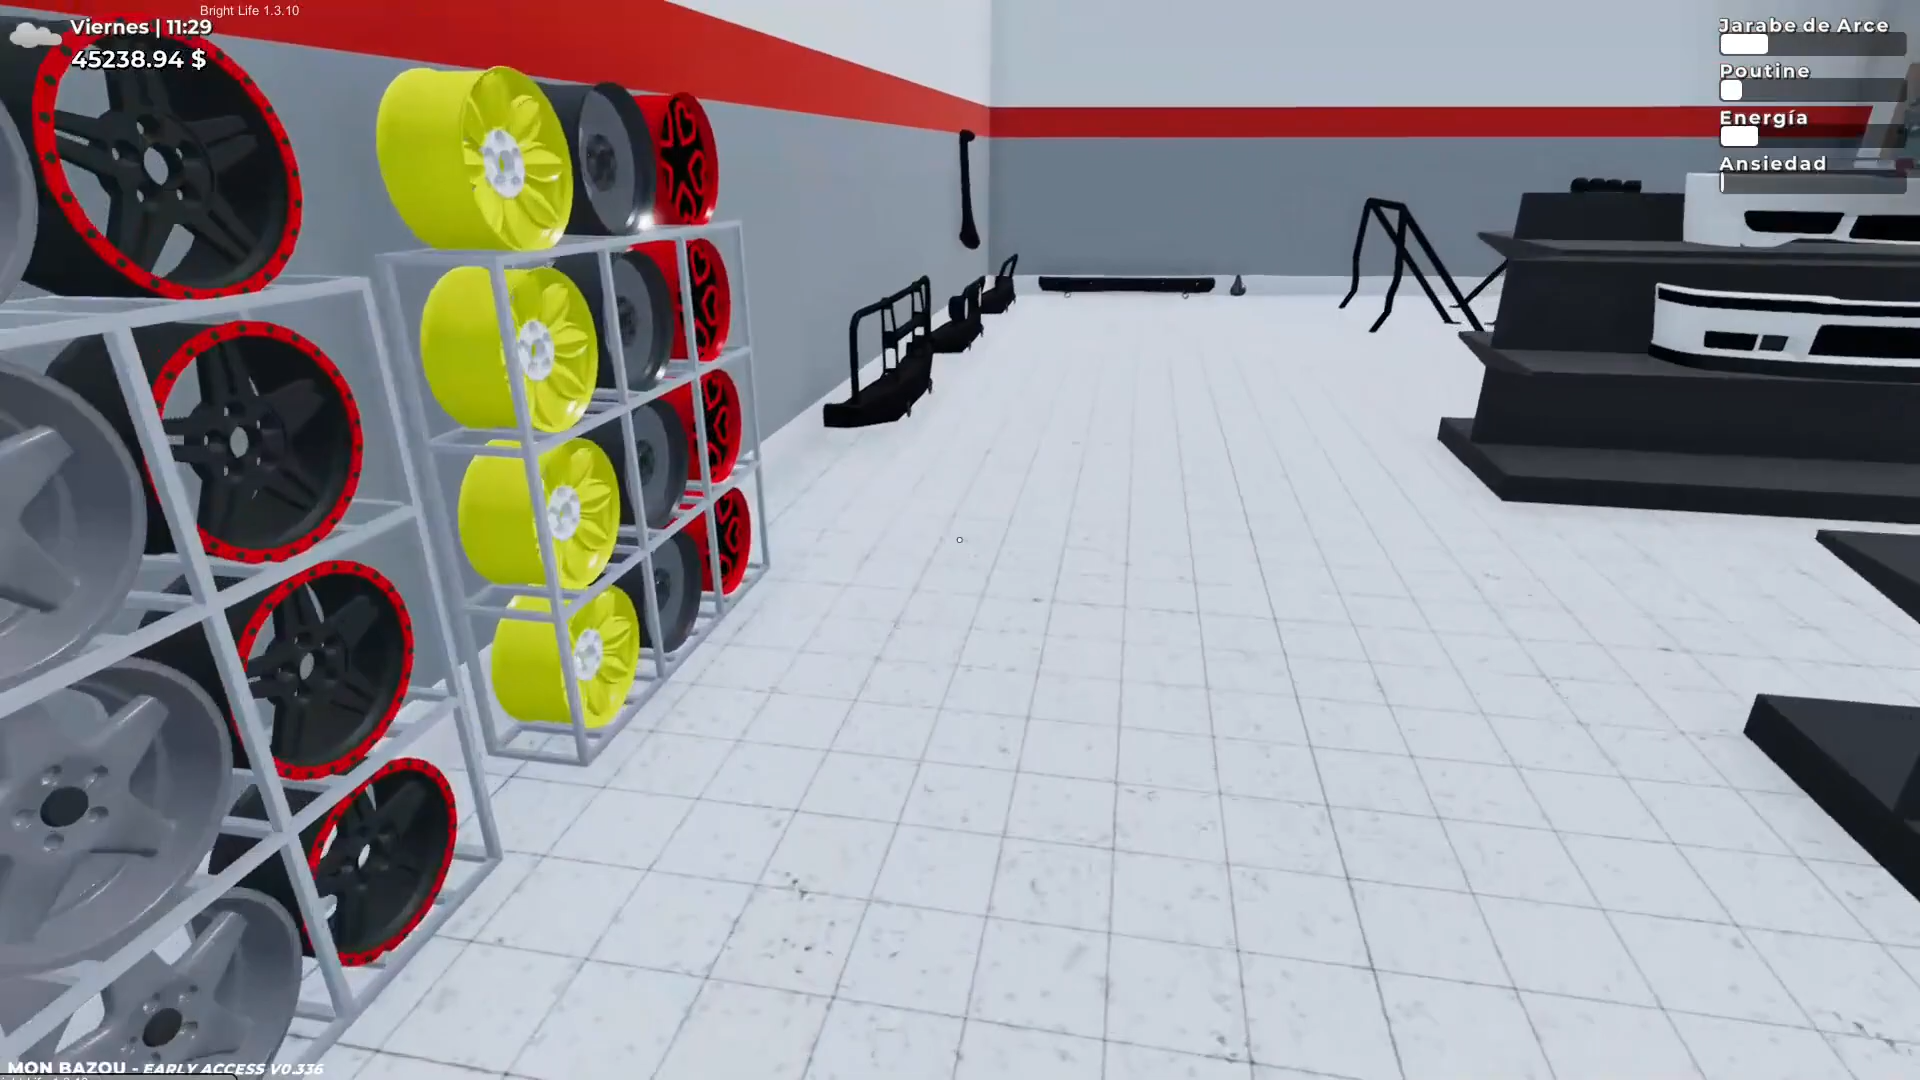 Bright Life 1.3.10
Viernes | 11:29
45238.94 $
Jarabe de Arce
Poutine
Energía
Ansiedad
MON BAZOU - EARLY ACCESS V0.336